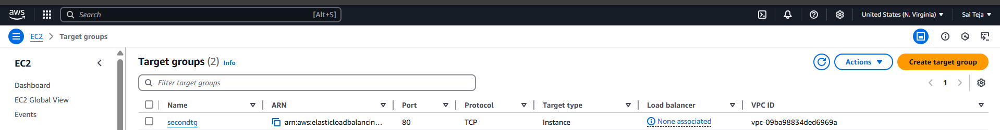 aws Search [Alt+S] United States (N. Virginia) Sai Teja
EC2 Target groups
EC2
Dashboard
EC2 Global View
Events
Target groups (2) Info
Actions
Create target group
Filter target groups
1
Name ARN Port Protocol Target type Load balancer VPC ID
secondtg arn:aws:elasticloadbalancin... 80 TCP Instance None associated vpc-09ba98834ded6969a